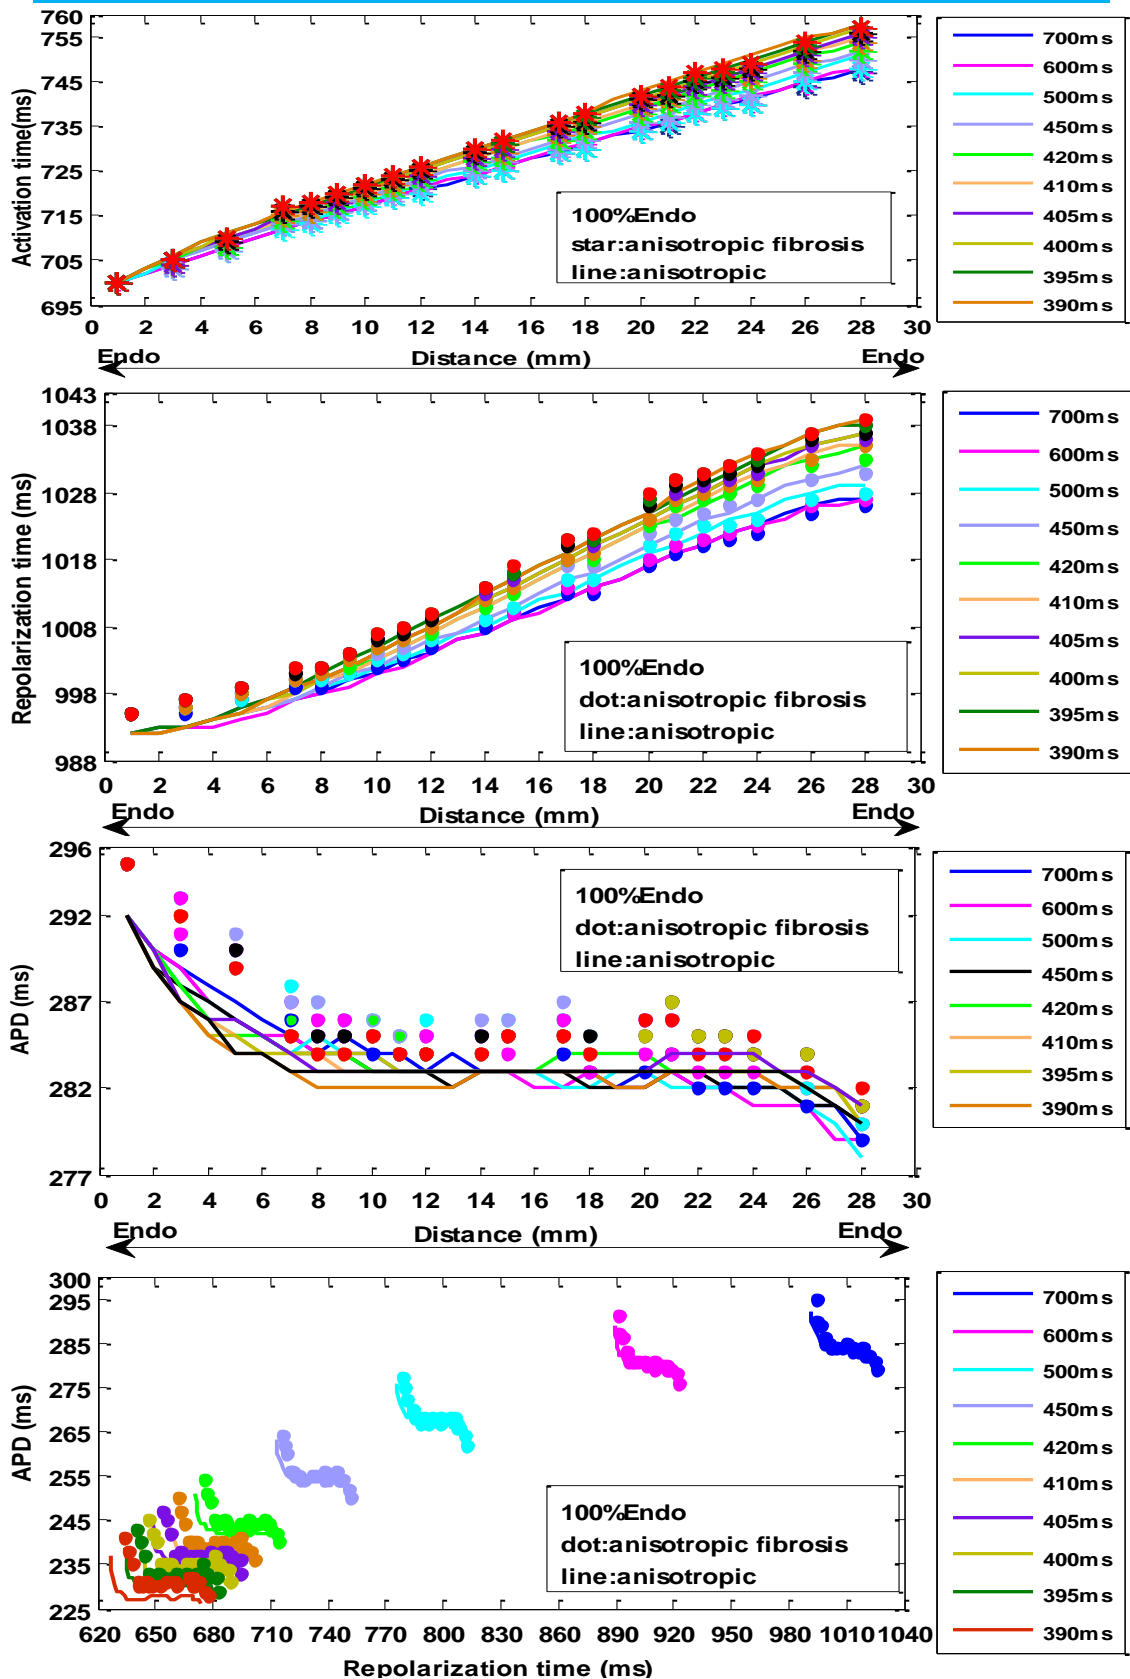 760
755
745
735
725
715
705
695
Activation time(ms)
0 2 4 6 8 10 12 14 16 18 20 22 24 26 28 30
Endo Distance (mm) Endo
100%Endo
star:anisotropic fibrosis
line:anisotropic
700ms
600ms
500ms
450ms
420ms
410ms
405ms
400ms
395ms
390ms
1043
1038
1028
1018
1008
998
988
Repolarization time (ms)
0 2 4 6 8 10 12 14 16 18 20 22 24 26 28 30
Endo Distance (mm) Endo
100%Endo
dot:anisotropic fibrosis
line:anisotropic
700ms
600ms
500ms
450ms
420ms
410ms
405ms
400ms
395ms
390ms
296
292
287
282
277
APD (ms)
0 2 4 6 8 10 12 14 16 18 20 22 24 26 28 30
Endo Distance (mm) Endo
100%Endo
dot:anisotropic fibrosis
line:anisotropic
700ms
600ms
500ms
450ms
420ms
410ms
395ms
390ms
300
295
285
275
265
255
245
235
225
APD (ms)
620 650 680 710 740 770 800 830 860 890 920 950 980 1010 1040
Repolarization time (ms)
100%Endo
dot:anisotropic fibrosis
line:anisotropic
700ms
600ms
500ms
450ms
420ms
410ms
405ms
400ms
395ms
390ms